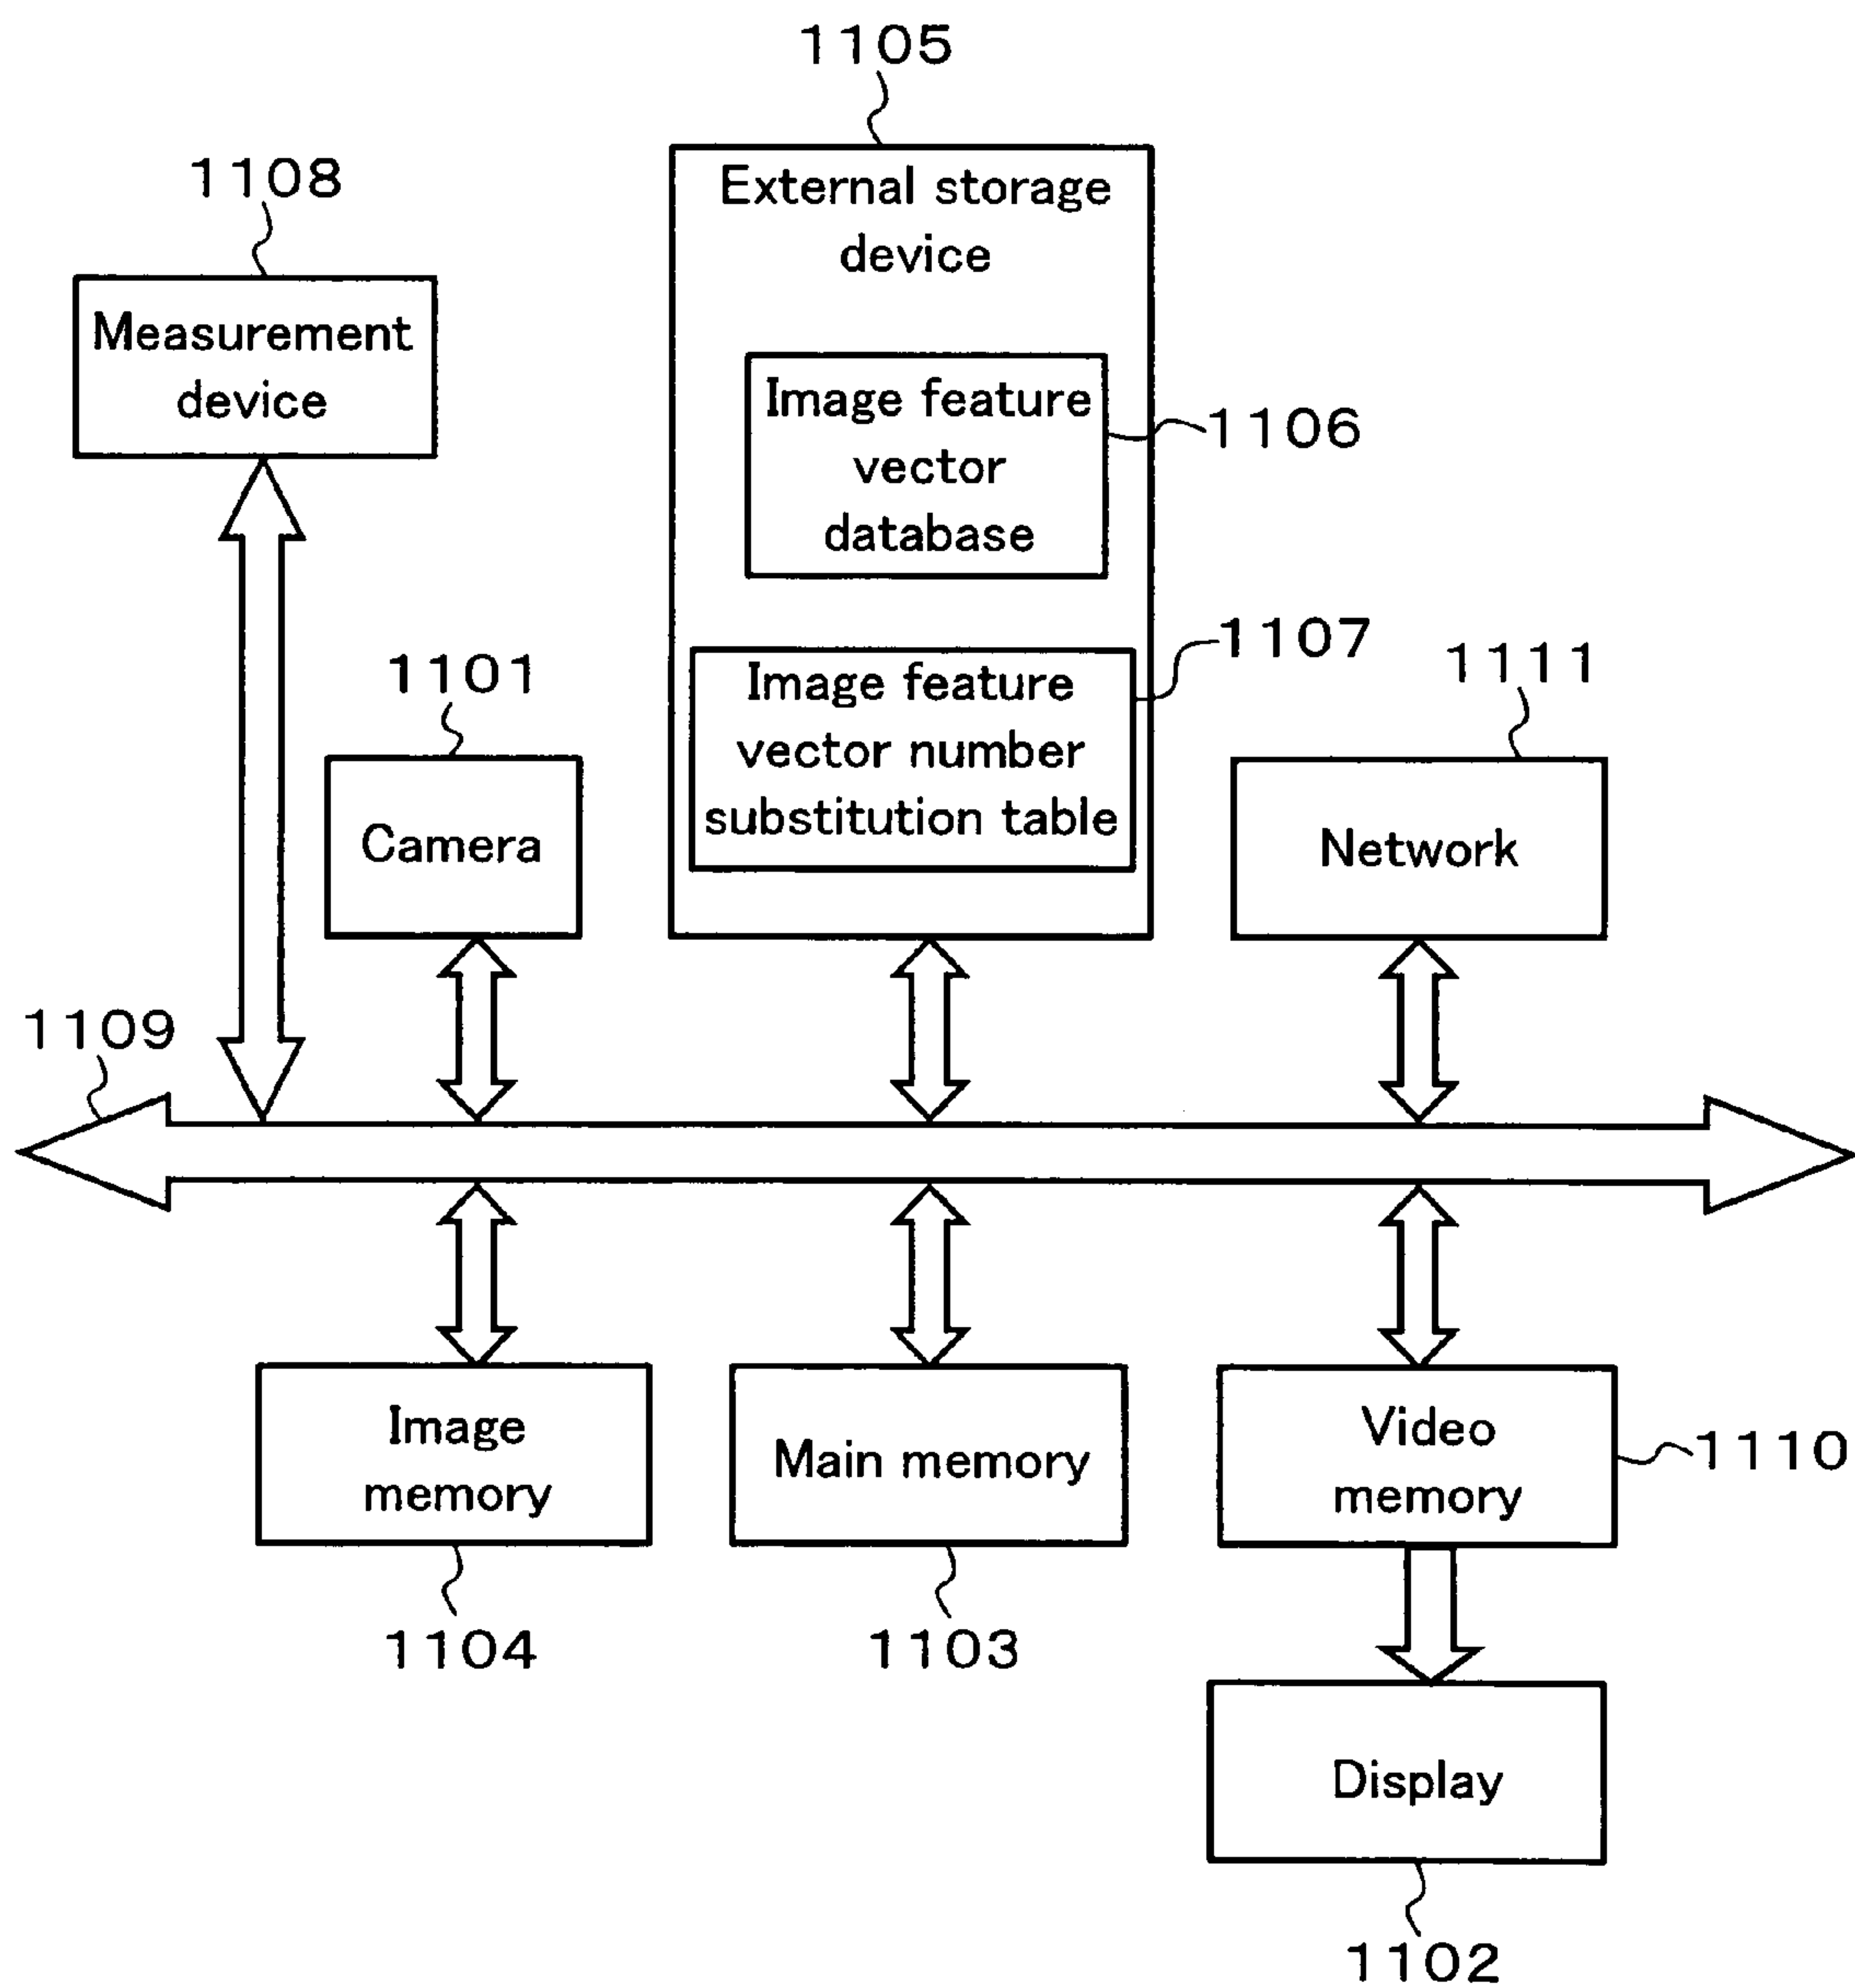 1105
External storage
device
1108
Measurement
device
Image feature
vector
database
1106
1107
Image feature
vector number
substitution table
1101
Camera
1111
Network
1109
Image
memory
1104
Main memory
1103
Video
memory
1110
Display
1102